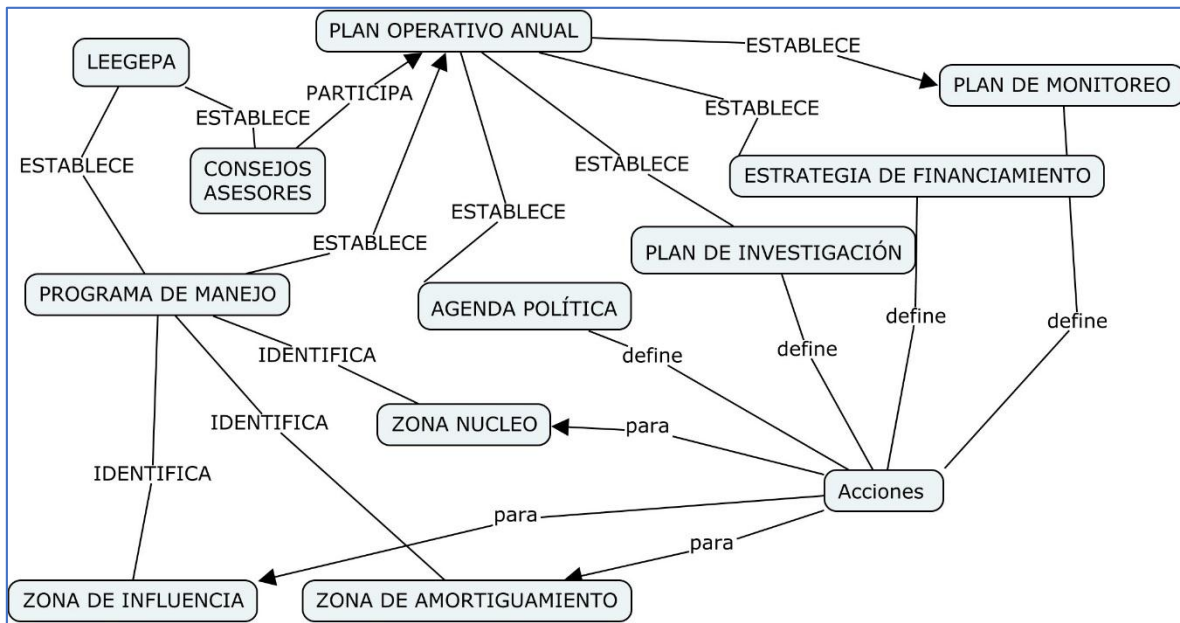 PLAN OPERATIVO ANUAL
ESTABLECE
LEEGEPA
PLAN DE MONITOREO
PARTICIPA
ESTABLECE
ESTABLECE
CONSEJOS
ASESORES
ESTABLECE
ESTABLECE
ESTRATEGIA DE FINANCIAMIENTO
ESTABLECE
ESTABLECE
PLAN DE INVESTIGACIÓN
PROGRAMA DE MANEJO
AGENDA POLÍTICA
define
define
define
define
IDENTIFICA
IDENTIFICA
ZONA NUCLEO
para
IDENTIFICA
Acciones
para
para
ZONA DE INFLUENCIA
ZONA DE AMORTIGUAMIENTO